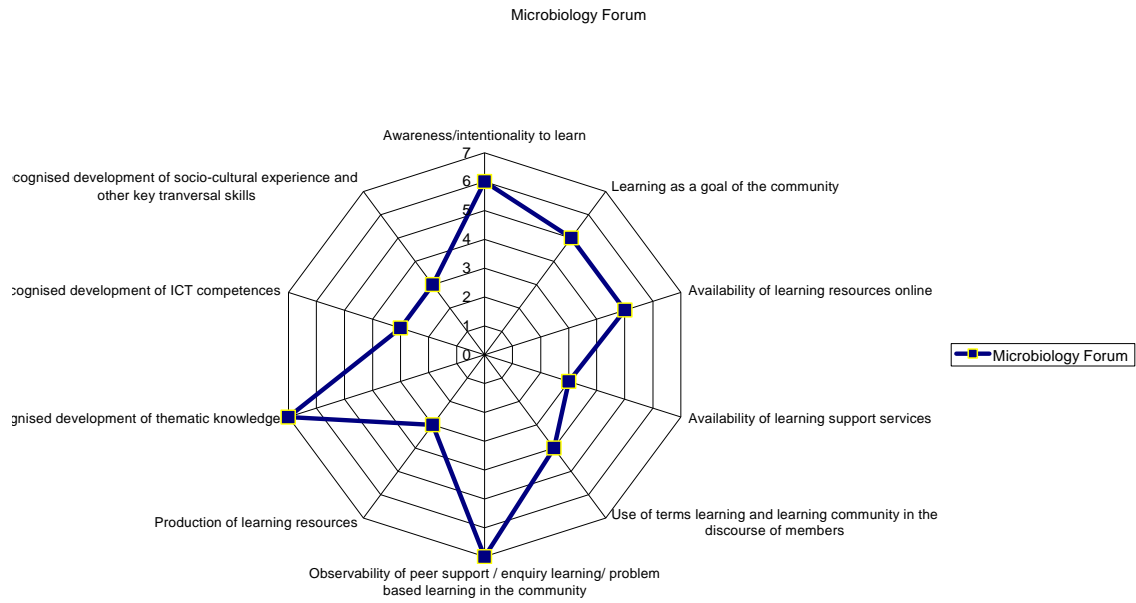 Microbiology Forum
Awareness/intentionality to learn
7
6
5
4
3
2
1
0
Learning as a goal of the community
Availability of learning resources online
Availability of learning support services
Use of terms learning and learning community in the
discourse of members
Observability of peer support / enquiry learning/ problem
based learning in the community
Production of learning resources
gnised development of thematic knowledge
cognised development of ICT competences
ecognised development of socio-cultural experience and
other key tranversal skills
Microbiology Forum